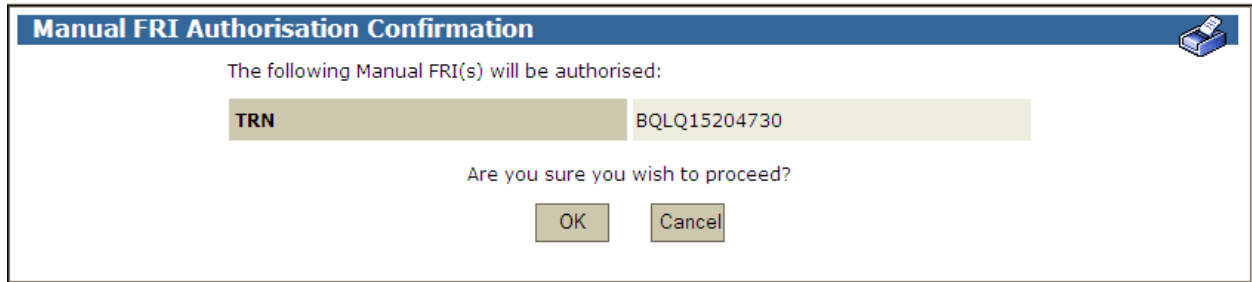 Manual FRI Authorisation Confirmation
The following Manual FRI(s) will be authorised:
TRN BQLQ15204730
Are you sure you wish to proceed?
OK Cancel